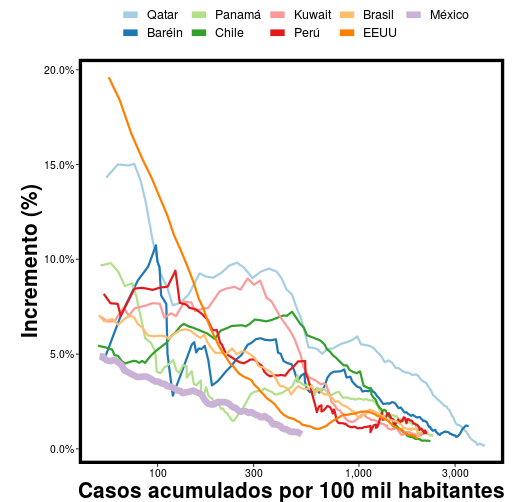 Qatar Panamá Kuwait Brasil México
Baréin Chile Perú EEUU
20.0%
15.0%
10.0%
5.0%
0.0%
Incremento (%)
100 300 1,000 3,000
Casos acumulados por 100 mil habitantes